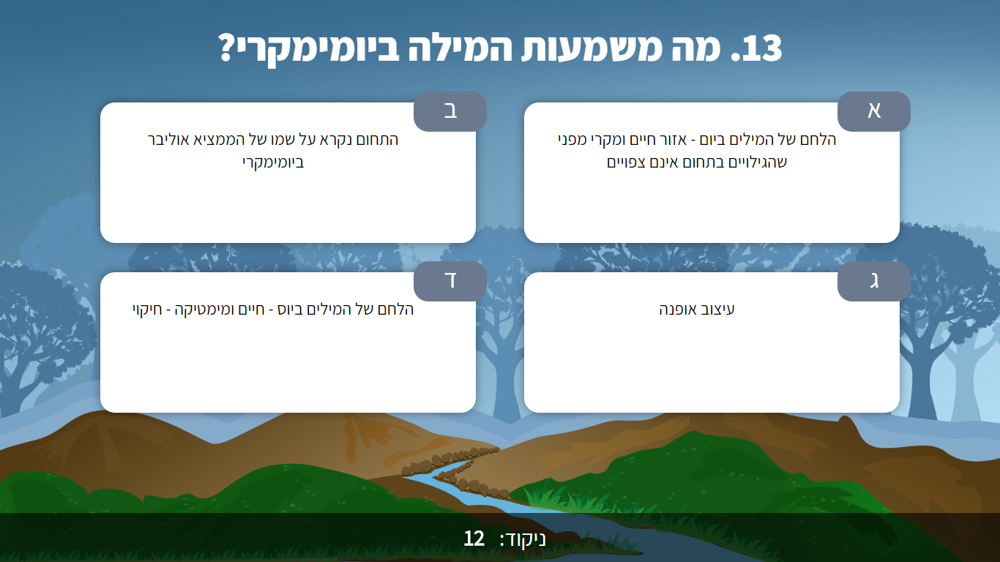 13. מה משמעות המילה ביומימקרי?
א
הלחם של המילים ביום - אזור חיים ומקרי מפני
שהגילויים בתחום אינם צפויים
ב
התחום נקרא על שמו של הממציא אוליבר
ביומימקרי
ג
עיצוב אופנה
ד
הלחם של המילים ביוס - חיים ומימטיקה - חיקוי
ניקוד: 12